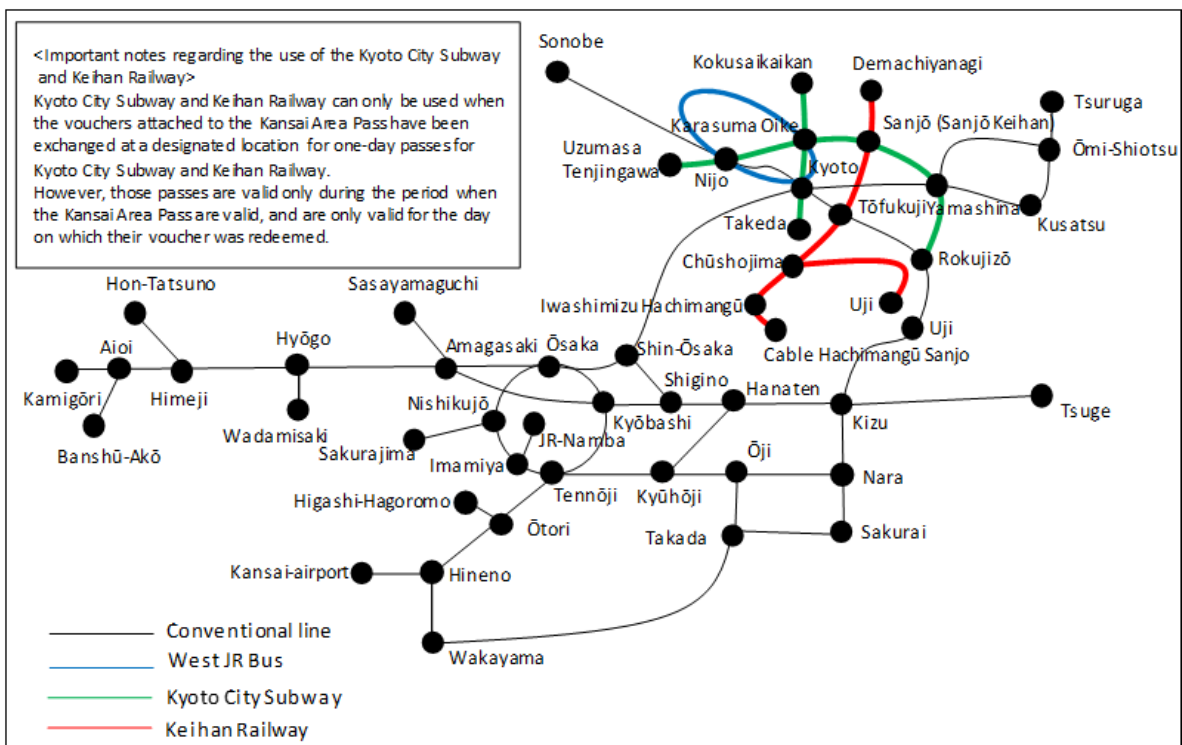 <Important notes regarding the use of the Kyoto City Subway
and Keihan Railway>
Kyoto City Subway and Keihan Railway can only be used when
the vouchers attached to the Kansai Area Pass have been
exchanged at a designated location for one-day passes for
Kyoto City Subway and Keihan Railway.
However, those passes are valid only during the period when
the Kansai Area Pass are valid, and are only valid for the day
on which their voucher was redeemed.
Sonobe
Kokusaikaikan
Demachiyanagi
Tsuruga
Karasuma Oike
Sanjō (Sanjō Keihan)
Ōmi-Shiotsu
Uzumasa
Tenjingawa
Nijo
Kyoto
Takeda
Tōfukuji
Yamashina
Kusatsu
Chūshojima
Rokujizō
Hon-Tatsuno
Sasayamaguchi
Iwashimizu Hachimangū
Uji
Uji
Cable Hachimangū Sanjo
Aioi
Hyōgo
Amagasaki
Ōsaka
Shin-Ōsaka
Shigino
Hanaten
Kamigōri
Himeji
Nishikujō
Kyōbashi
Kizu
Tsuge
Wadamisaki
Banshū-Akō
Sakurajima
JR-Namba
Imamiya
Tennōji
Kyūhōji
Ōji
Nara
Higashi-Hagoromo
Ōtori
Takada
Sakurai
Kansai-airport
Hineno
Wakayama
Conventional line
West JR Bus
Kyoto City Subway
Keihan Railway